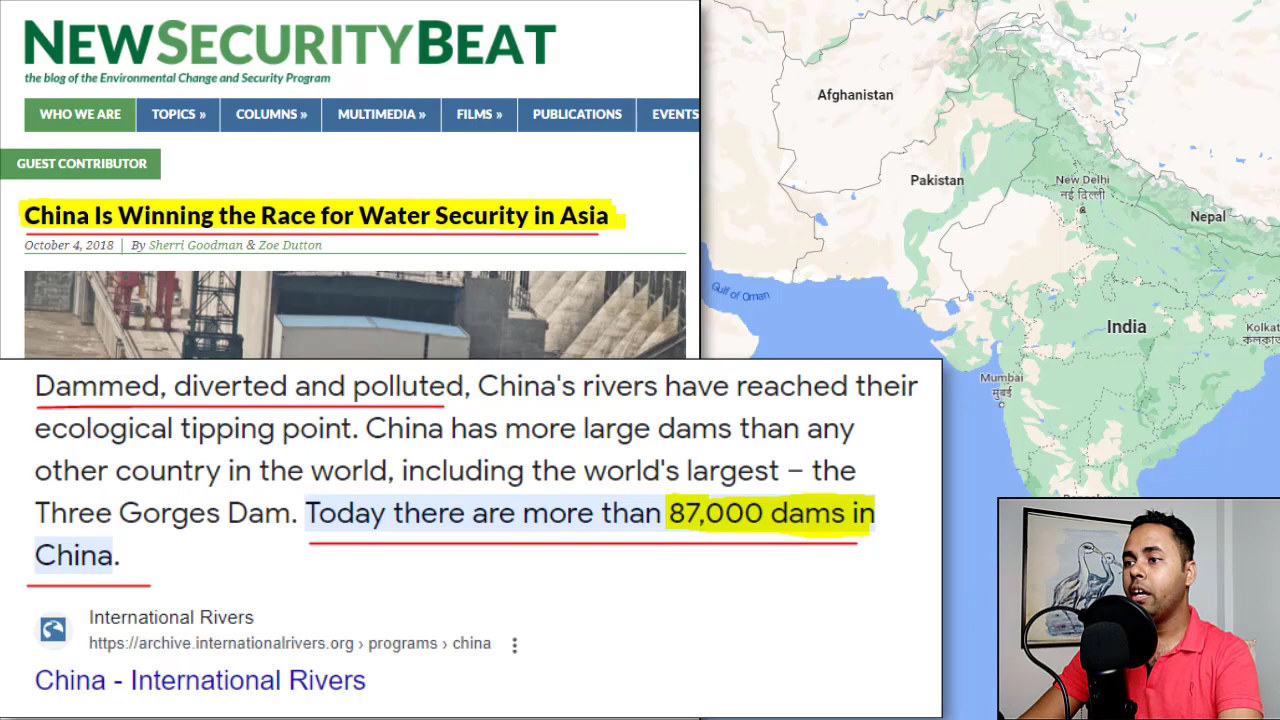 NEWSECURITYBEAT
the blog of the Environmental Change and Security Program
WHO WE ARE
TOPICS »
COLUMNS »
MULTIMEDIA »
FILMS »
PUBLICATIONS
EVENTS
GUEST CONTRIBUTOR
China Is Winning the Race for Water Security in Asia
October 4, 2018 | By Sherri Goodman & Zoe Dutton
Dammed, diverted and polluted, China's rivers have reached their
ecological tipping point. China has more large dams than any
other country in the world, including the world's largest – the
Three Gorges Dam. Today there are more than 87,000 dams in
China.
International Rivers
https://archive.internationalrivers.org › programs › china
China - International Rivers
Afghanistan
Pakistan
New Delhi
नई दिल्ली
Nepal
Gulf of Oman
India
Kolkat
Mumbai
मुंबई